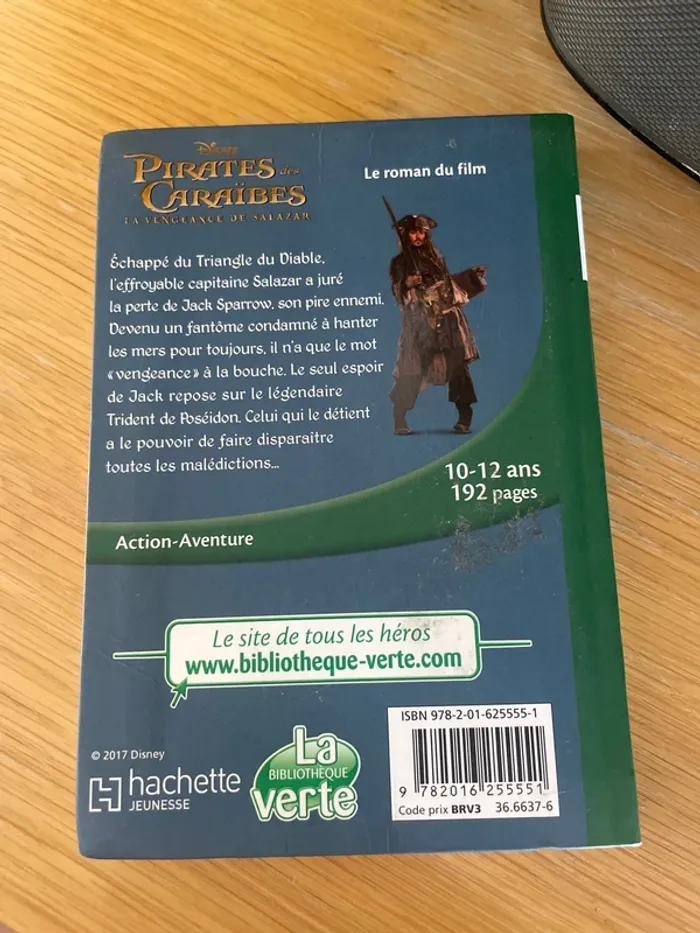 Disney
PIRATES des
CARAÏBES
LA VENGEANCE DE SALAZAR
Le roman du film
Échappé du Triangle du Diable,
l'effroyable capitaine Salazar a juré
la perte de Jack Sparrow, son pire ennemi.
Devenu un fantôme condamné à hanter
les mers pour toujours, il n'a que le mot
«vengeance» à la bouche. Le seul espoir
de Jack repose sur le légendaire
Trident de Poséidon. Celui qui le détient
a le pouvoir de faire disparaître
toutes les malédictions...
10-12 ans
192 pages
Action-Aventure
Le site de tous les héros
www.bibliotheque-verte.com
© 2017 Disney
hachette
JEUNESSE
La
BIBLIOTHÈQUE
verte
ISBN 978-2-01-625555-1
9 782016 255551
Code prix BRV3 36.6637-6